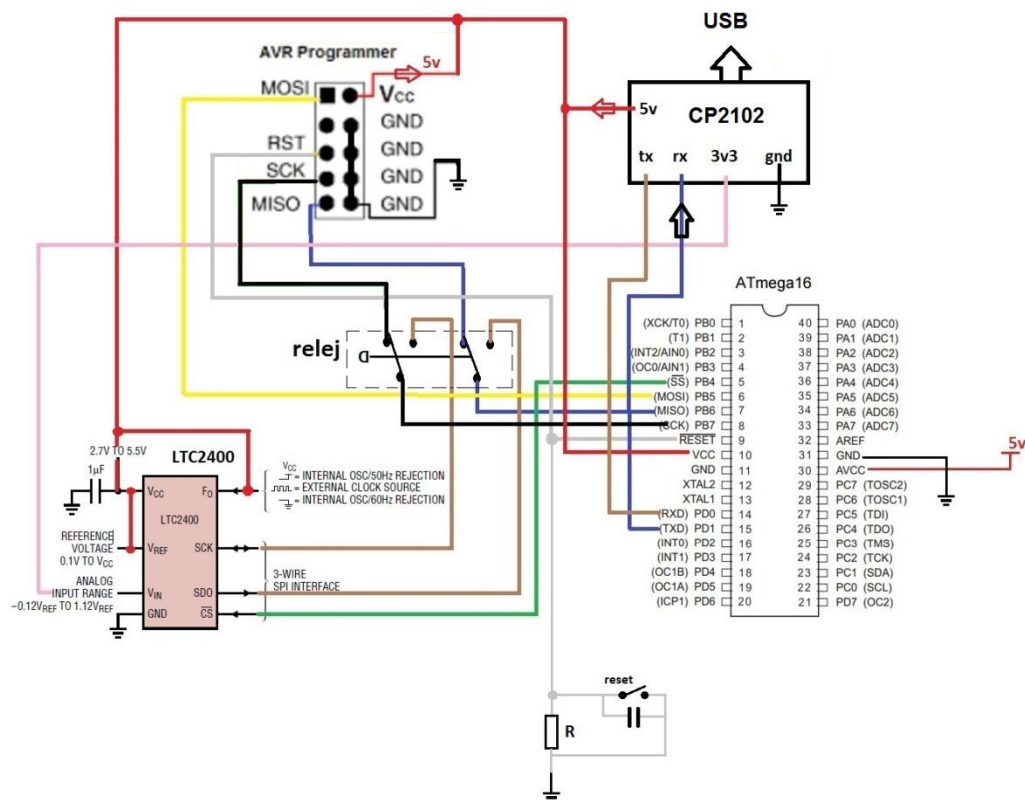 USB
AVR Programmer
5v
MOSI
VCC
GND
RST
GND
SCK
GND
MISO
GND
5v
CP2102
tx rx 3v3 gnd
relej
ATmega16
(XCK/T0) PB0 1 40 PA0 (ADC0)
(T1) PB1 2 39 PA1 (ADC1)
(INT2/AIN0) PB2 3 38 PA2 (ADC2)
(OC0/AIN1) PB3 4 37 PA3 (ADC3)
(SS) PB4 5 36 PA4 (ADC4)
(MOSI) PB5 6 35 PA5 (ADC5)
(MISO) PB6 7 34 PA6 (ADC6)
(SCK) PB7 8 33 PA7 (ADC7)
RESET 9 32 AREF
VCC 10 31 GND
GND 11 30 AVCC
XTAL2 12 29 PC7 (TOSC2)
XTAL1 13 28 PC6 (TOSC1)
(RXD) PD0 14 27 PC5 (TDI)
(TXD) PD1 15 26 PC4 (TDO)
(INT0) PD2 16 25 PC3 (TMS)
(INT1) PD3 17 24 PC2 (TCK)
(OC1B) PD4 18 23 PC1 (SDA)
(OC1A) PD5 19 22 PC0 (SCL)
(ICP1) PD6 20 21 PD7 (OC2)
5v
2.7V TO 5.5V
LTC2400
1µF
VCC
FO
LTC2400
VREF
SCK
VIN
SDO
GND
CS
VCC
= INTERNAL OSC/50Hz REJECTION
= EXTERNAL CLOCK SOURCE
= INTERNAL OSC/60Hz REJECTION
REFERENCE
VOLTAGE
0.1V TO VCC
ANALOG
INPUT RANGE
–0.12VREF TO 1.12VREF
3-WIRE
SPI INTERFACE
reset
R